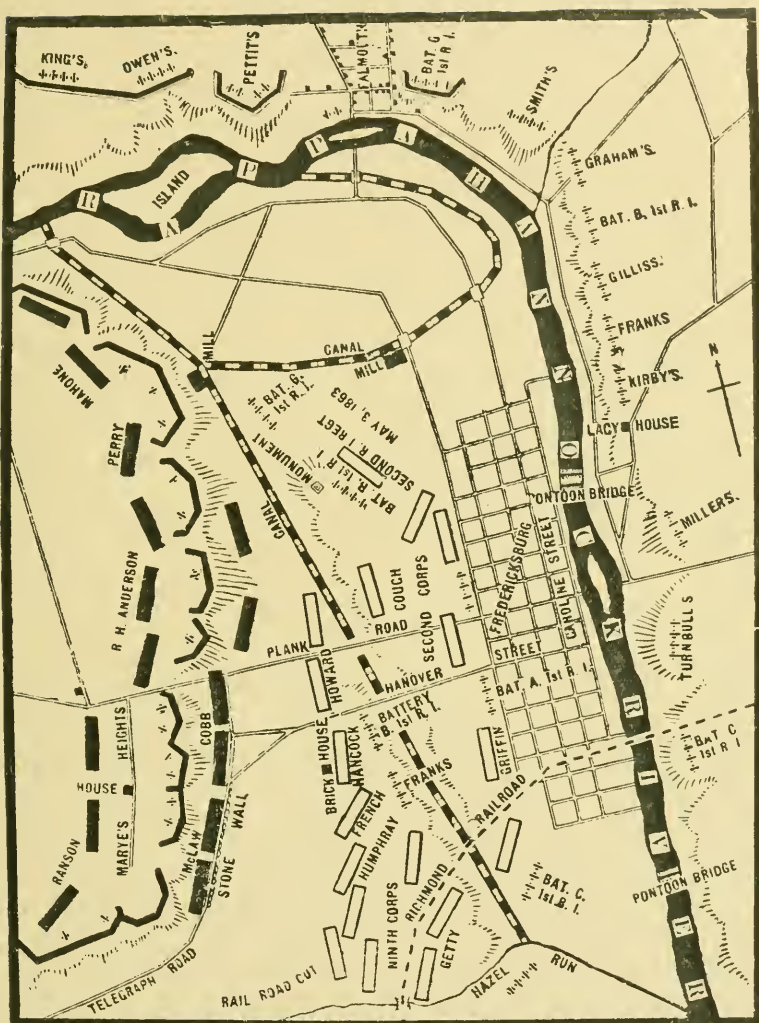 KING'S.
OWEN'S.
PETTIT'S
FALMOUTH
BAT. G
1st R. I.
SMITH'S
GRAHAM'S.
BAT. B, 1st R. I.
GILLISS.
FRANKS
KIRBY'S.
N
LACY HOUSE
PONTOON BRIDGE
MILLERS.
TURNBULL'S
BAT. C
1st R. I
PONTOON BRIDGE
RAPPAHANNOCK RIVER
ISLAND
MILL
CANAL
MILL
BAT. G.
1st R. I.
MAY 3, 1863
SECOND R I REGT
BAT B, 1st R I
MONUMENT
CANAL
MAHONE
PERRY
R H. ANDERSON
COUCH
SECOND CORPS
FREDERICKSBURG
CAROLINE STREET
PLANK ROAD
HANOVER STREET
HOWARD
BAT. A. 1st R. I.
BATTERY
B. 1st R. I.
BRICK HOUSE
HANCOCK
FRANKS
GRIFFIN
FRENCH
HUMPHRAY
COBB
HEIGHTS
HOUSE
MARYE'S
McLAW
STONE WALL
RANSON
RICHMOND RAILROAD
BAT. C.
1st R. I.
NINTH CORPS
GETTY
HAZEL RUN
RAIL ROAD CUT
TELEGRAPH ROAD